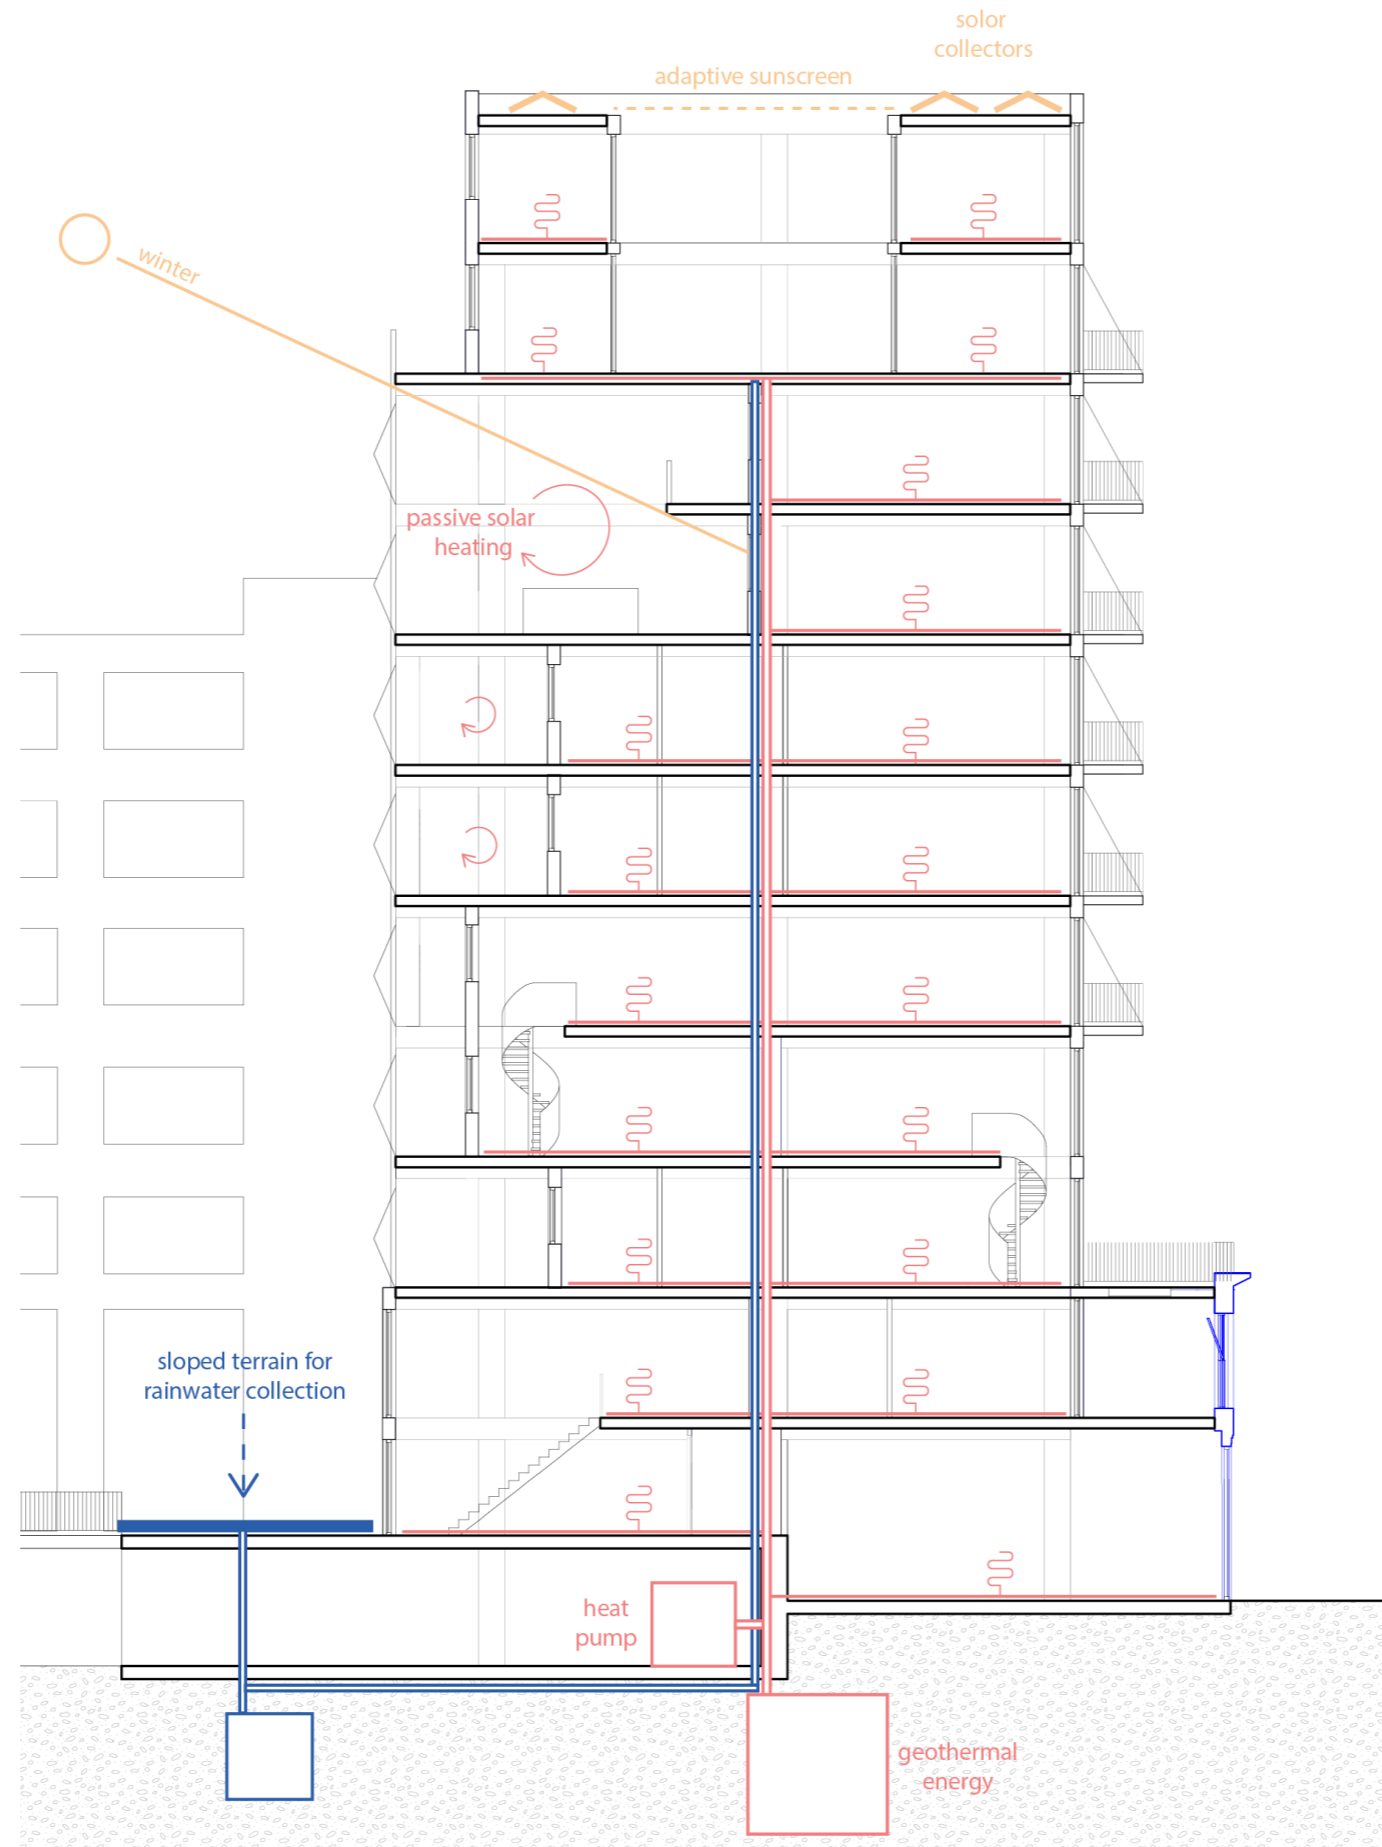 solor
collectors
adaptive sunscreen
winter
passive solar
heating
sloped terrain for
rainwater collection
heat
pump
geothermal
energy